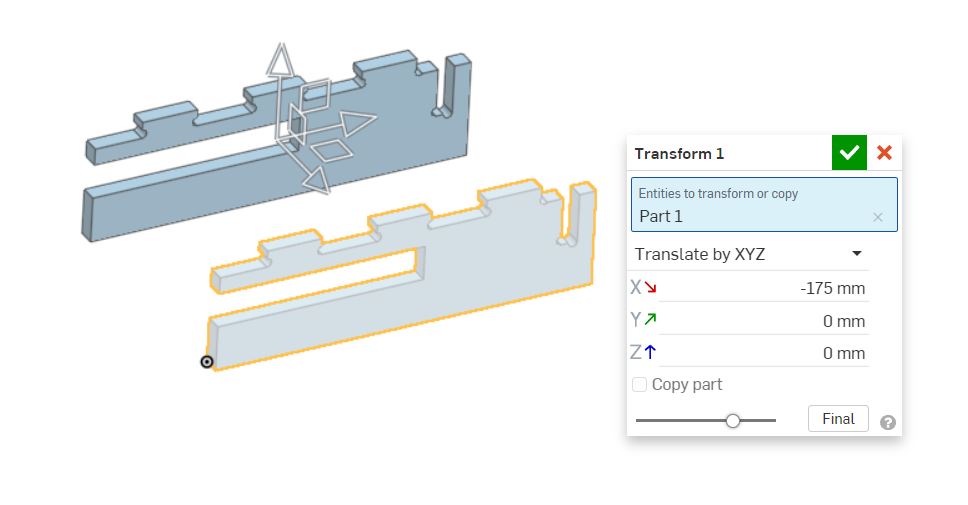 Transform 1
Entities to transform or copy
Part 1
Translate by XYZ
X -175 mm
Y 0 mm
Z 0 mm
Copy part
Final
?